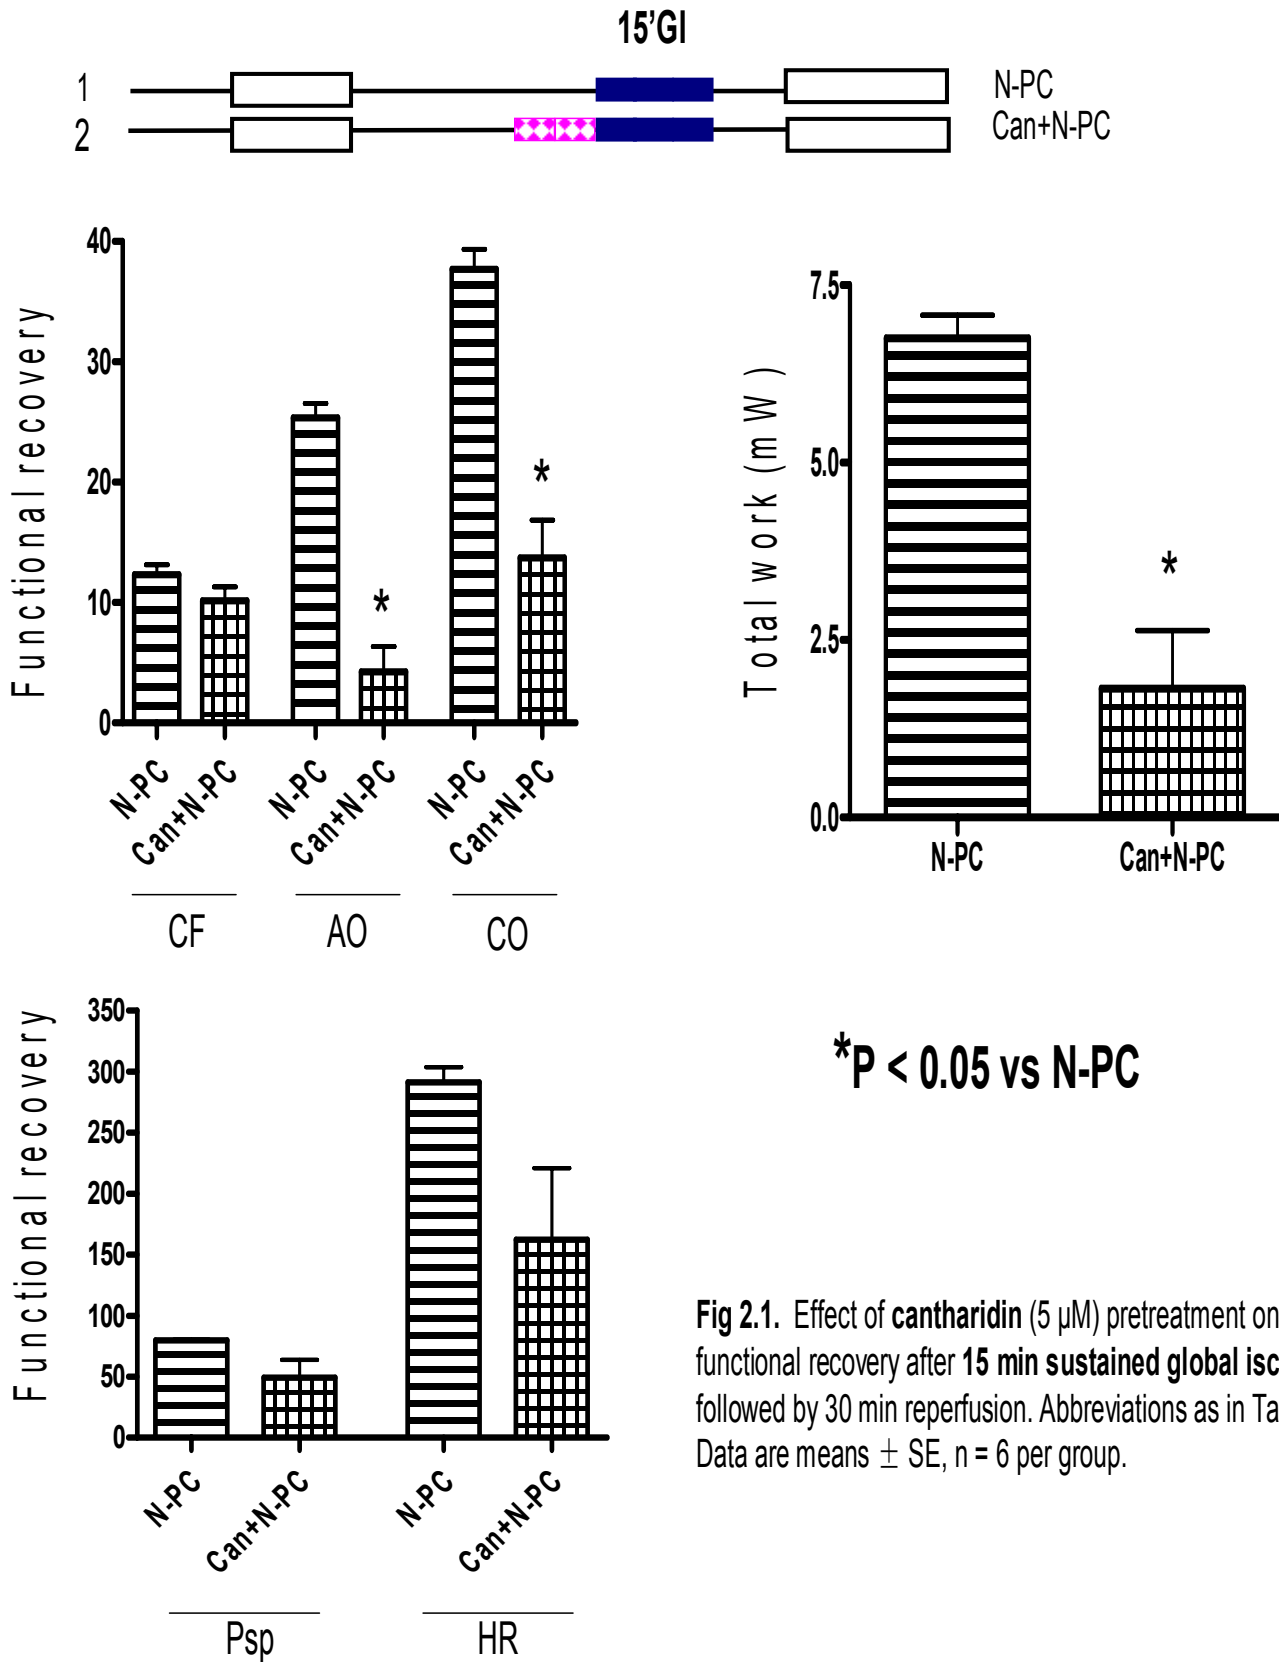 15'GI
1 N-PC
2 Can+N-PC
Functional recovery
40
30
20
10
0
N-PC
Can+N-PC
N-PC
Can+N-PC
N-PC
Can+N-PC
*
*
CF AO CO
Total work (mW)
7.5
5.0
2.5
0.0
*
N-PC Can+N-PC
Functional recovery
350
300
250
200
150
100
50
0
N-PC
Can+N-PC
N-PC
Can+N-PC
Psp HR
*P < 0.05 vs N-PC
Fig 2.1. Effect of cantharidin (5 µM) pretreatment on
functional recovery after 15 min sustained global isc
followed by 30 min reperfusion. Abbreviations as in Ta
Data are means ± SE, n = 6 per group.